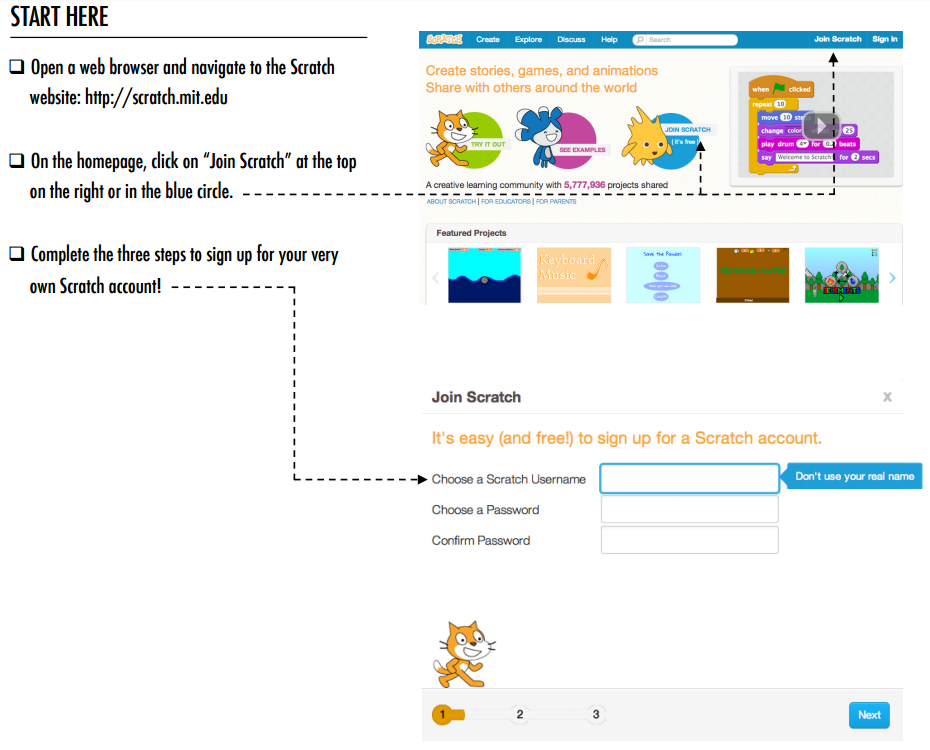 START HERE
❑ Open a web browser and navigate to the Scratch
website: http://scratch.mit.edu
❑ On the homepage, click on “Join Scratch” at the top
on the right or in the blue circle.
❑ Complete the three steps to sign up for your very
own Scratch account!
SCRATCH Create Explore Discuss Help Search Join Scratch Sign in
Create stories, games, and animations
Share with others around the world
TRY IT OUT
SEE EXAMPLES
JOIN SCRATCH
( it's free )
when clicked
repeat 10
move 10
change color 25
play drum 4 for beats
say Welcome to Scratch for 2 secs
A creative learning community with 5,777,936 projects shared
ABOUT SCRATCH | FOR EDUCATORS | FOR PARENTS
Featured Projects
Keyboard
Music
Save the Pandas!
Join Scratch x
It's easy (and free!) to sign up for a Scratch account.
Choose a Scratch Username
Don't use your real name
Choose a Password
Confirm Password
1 2 3 Next